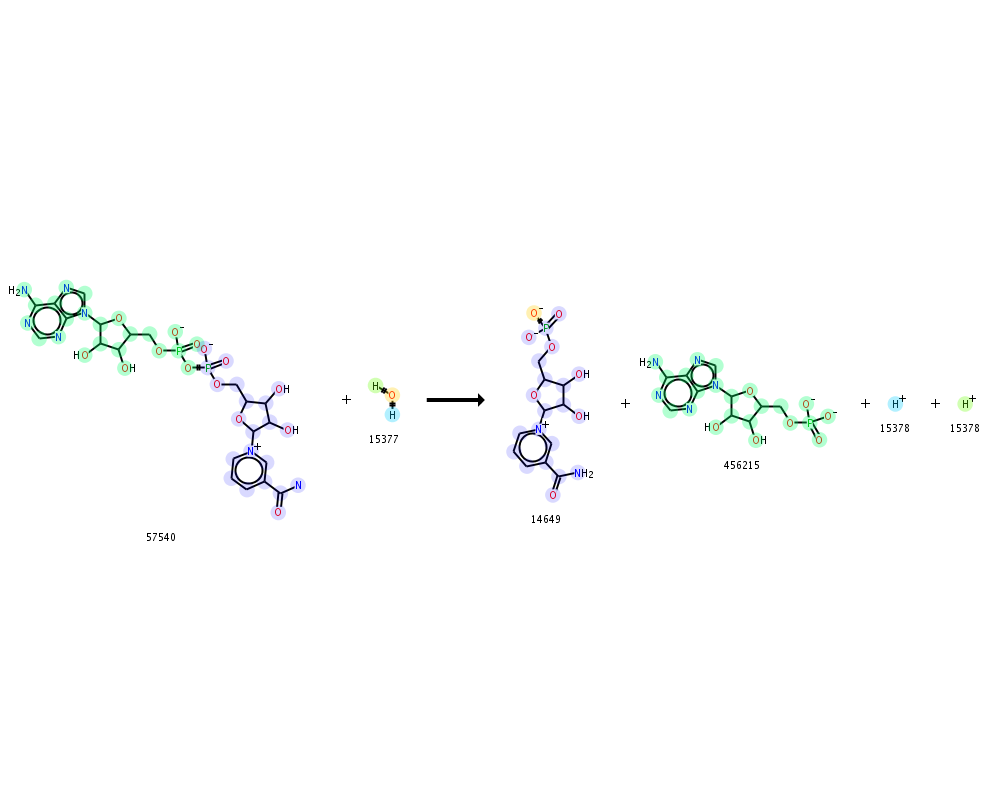 H2N N N N N O HO OH O O- P O O O- P O O O OH OH N+ N O
57540
+
H O H
15377
O- P O O- O O OH OH N+ NH2 O
14649
+
H2N N N N N O HO OH O O- P O- O
456215
+
H+
15378
+
H+
15378